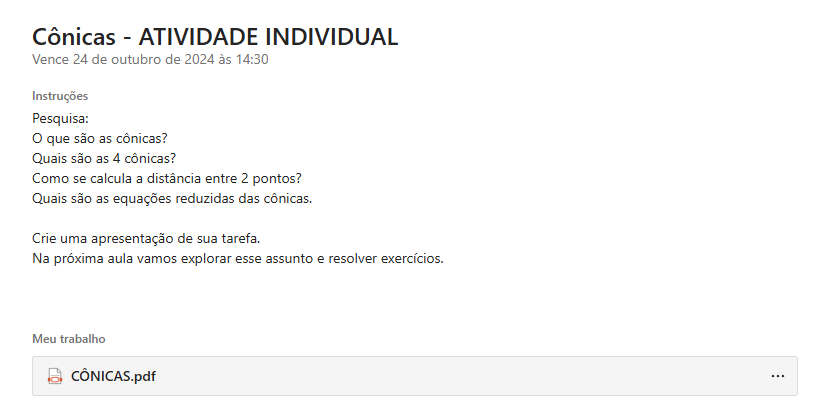 Cônicas - ATIVIDADE INDIVIDUAL
Vence 24 de outubro de 2024 às 14:30
Instruções
Pesquisa:
O que são as cônicas?
Quais são as 4 cônicas?
Como se calcula a distância entre 2 pontos?
Quais são as equações reduzidas das cônicas.
Crie uma apresentação de sua tarefa.
Na próxima aula vamos explorar esse assunto e resolver exercícios.
Meu trabalho
CÔNICAS.pdf